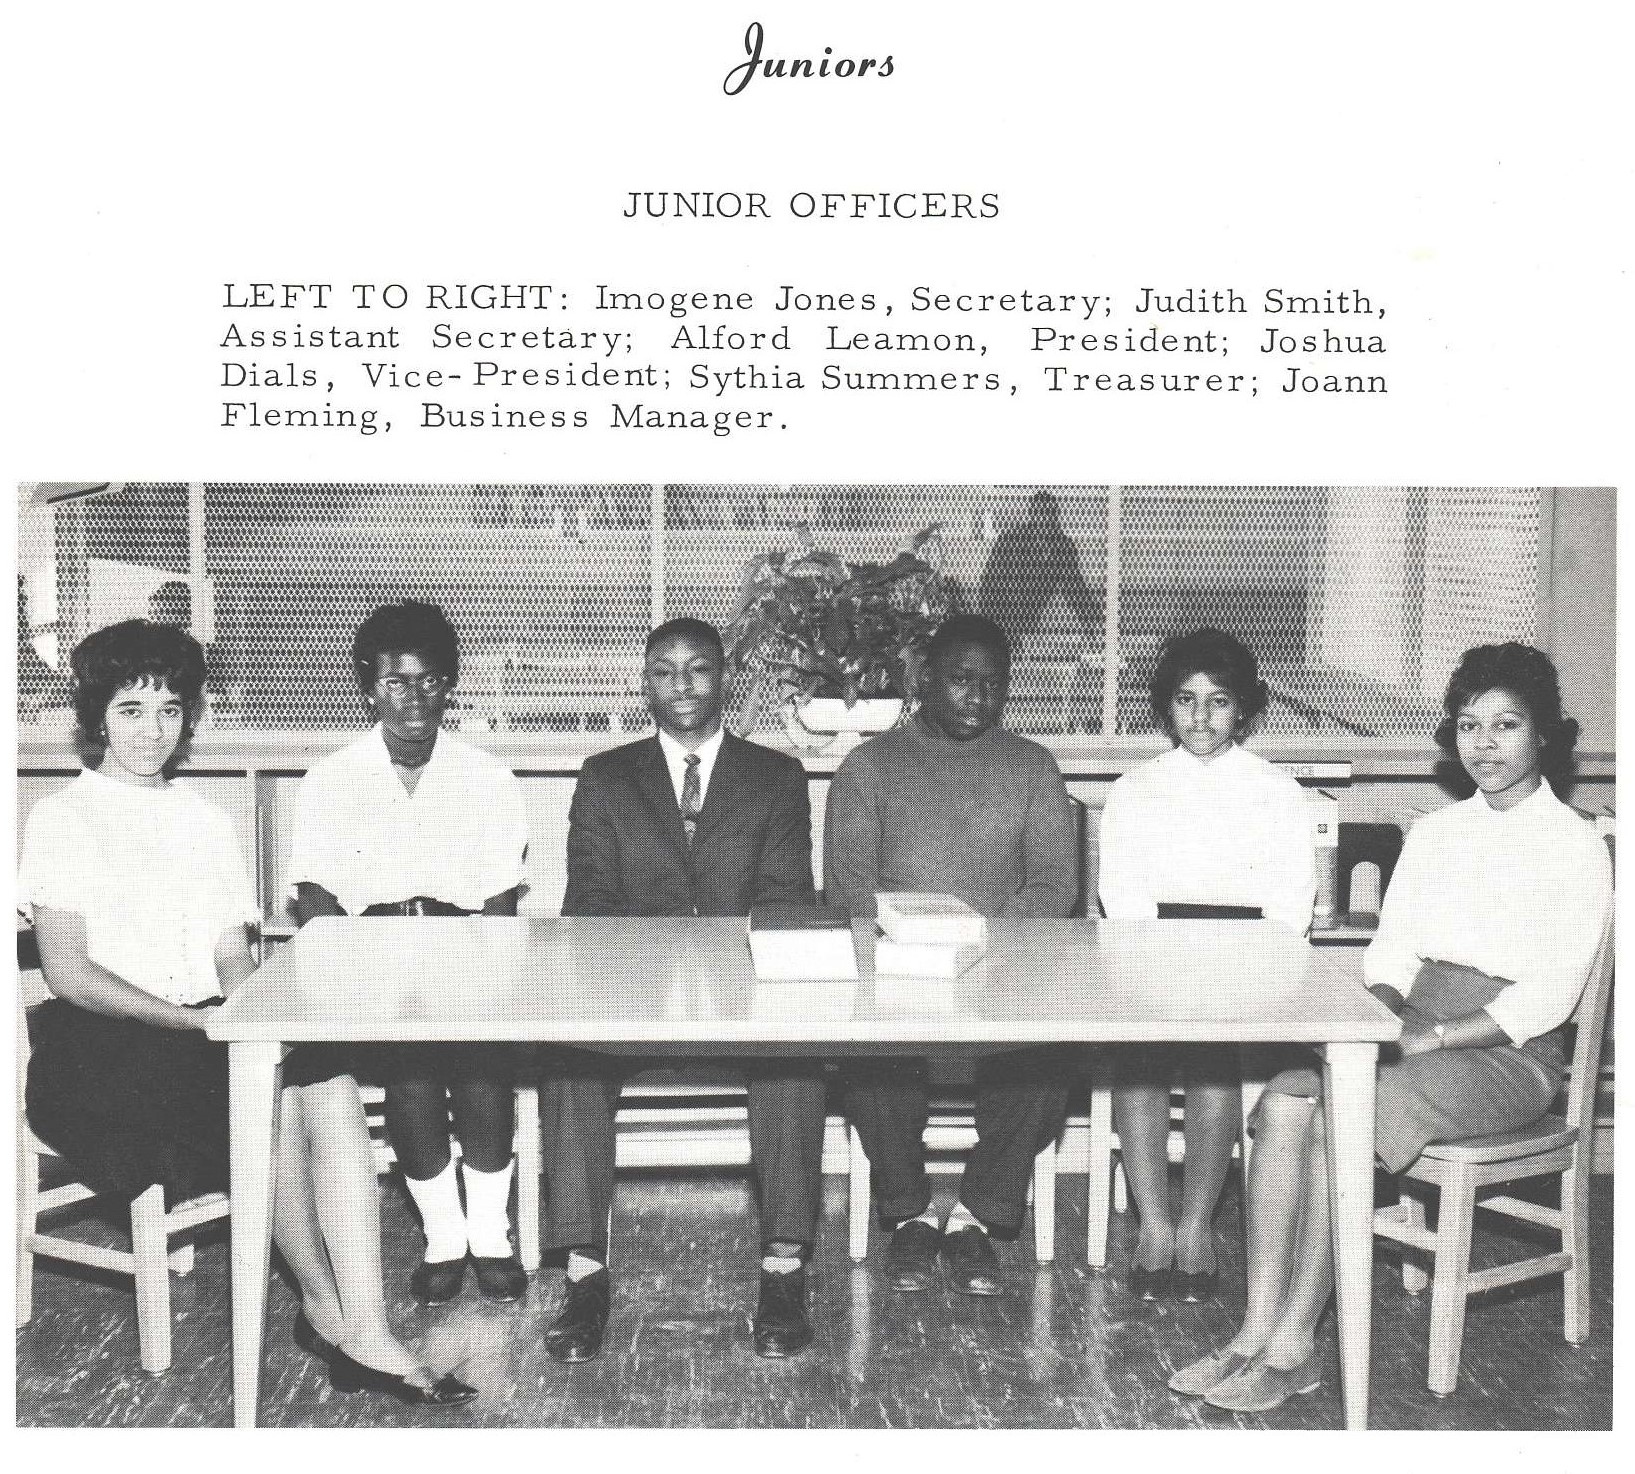 Juniors
JUNIOR OFFICERS
LEFT TO RIGHT: Imogene Jones, Secretary; Judith Smith,
Assistant Secretary; Alford Leamon, President; Joshua
Dials, Vice-President; Sythia Summers, Treasurer; Joann
Fleming, Business Manager.
ENCE